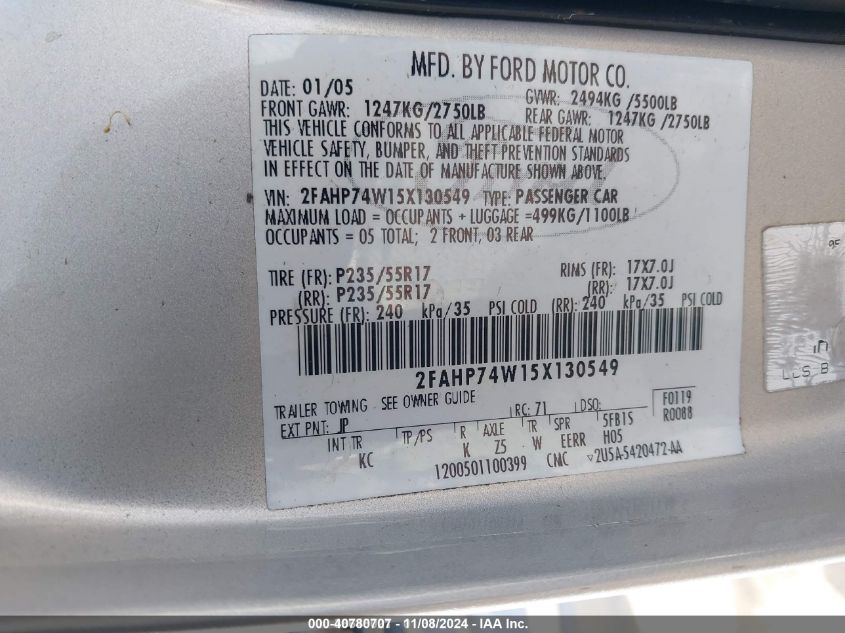 MFD. BY FORD MOTOR CO.
DATE: 01/05 GVWR: 2494KG /5500LB
FRONT GAWR: 1247KG/2750LB REAR GAWR: 1247KG /2750LB
THIS VEHICLE CONFORMS TO ALL APPLICABLE FEDERAL MOTOR
VEHICLE SAFETY, BUMPER, AND THEFT PREVENTION STANDARDS
IN EFFECT ON THE DATE OF MANUFACTURE SHOWN ABOVE.
VIN: 2FAHP74W15X130549 TYPE: PASSENGER CAR
MAXIMUM LOAD = OCCUPANTS + LUGGAGE =499KG/1100LB
OCCUPANTS = 05 TOTAL; 2 FRONT, 03 REAR
TIRE (FR): P235/55R17 RIMS (FR): 17X7.0J
(RR): P235/55R17 (RR): 17X7.0J
PRESSURE (FR): 240 kPa/35 PSI COLD (RR): 240 kPa/35 PSI COLD
2FAHP74W15X130549
TRAILER TOWING - SEE OWNER GUIDE
EXT PNT: JP RC: 71 DSO: F0119
R0088
INT TR TP/PS R AXLE TR SPR 5FB15
KC K Z5 W EERR H05
1200501100399 CMC 2U5A-5420472-AA
000-40780707 - 11/08/2024 - IAAI Inc.